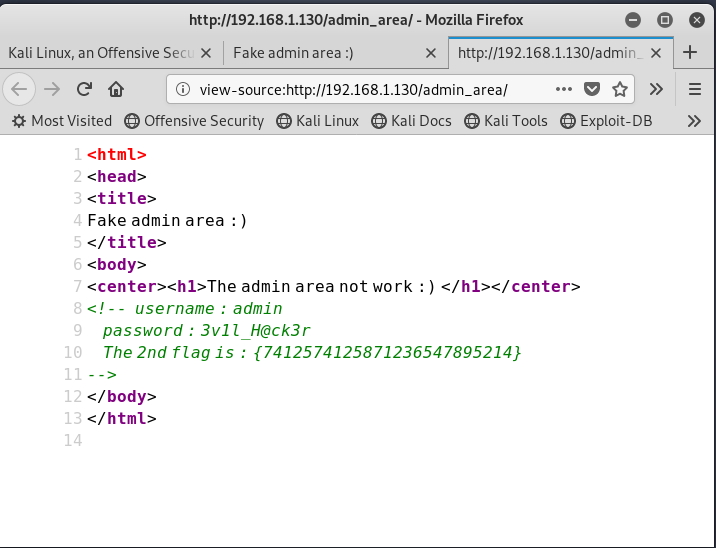 http://192.168.1.130/admin_area/ - Mozilla Firefox
Kali Linux, an Offensive Secu
Fake admin area :)
http://192.168.1.130/admin_
view-source:http://192.168.1.130/admin_area/
Most Visited Offensive Security Kali Linux Kali Docs Kali Tools Exploit-DB
1 <html>
2 <head>
3 <title>
4 Fake admin area :)
5 </title>
6 <body>
7 <center><h1>The admin area not work :) </h1></center>
8 <!-- username : admin
9 password : 3v1l_H@ck3r
10 The 2nd flag is : {7412574125871236547895214}
11 -->
12 </body>
13 </html>
14